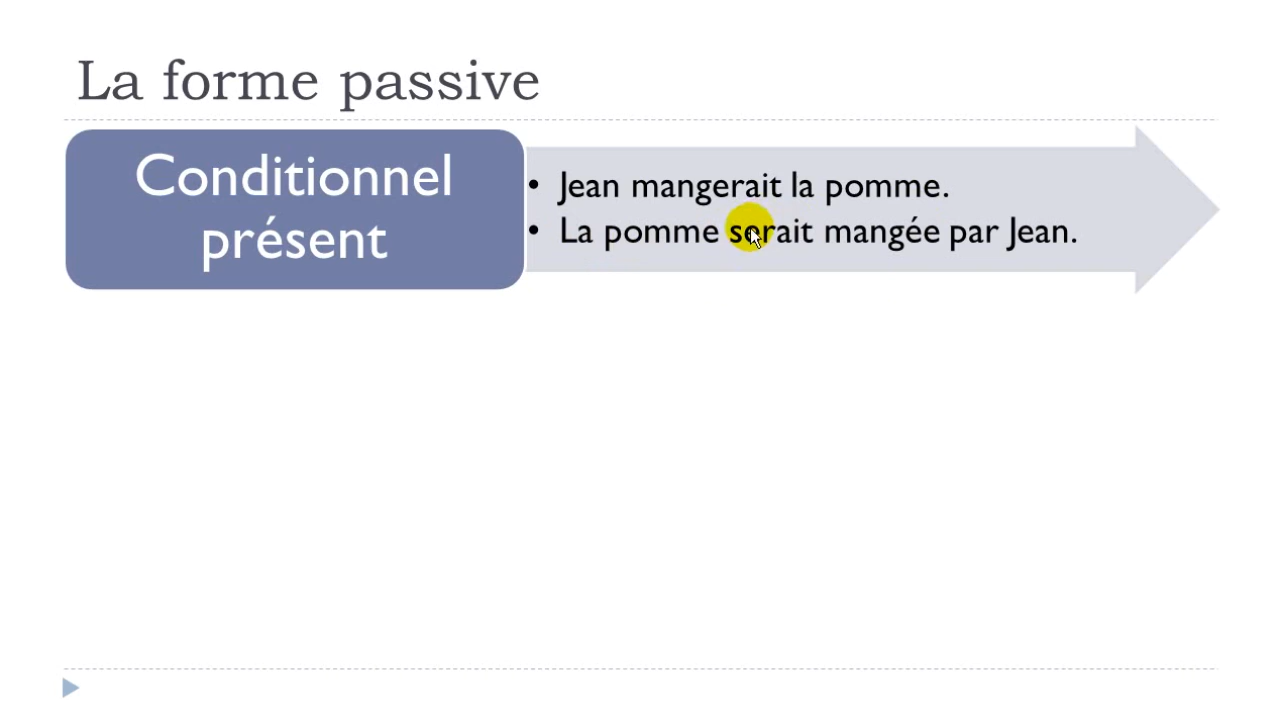 La forme passive
Conditionnel
présent
• Jean mangerait la pomme.
• La pomme serait mangée par Jean.